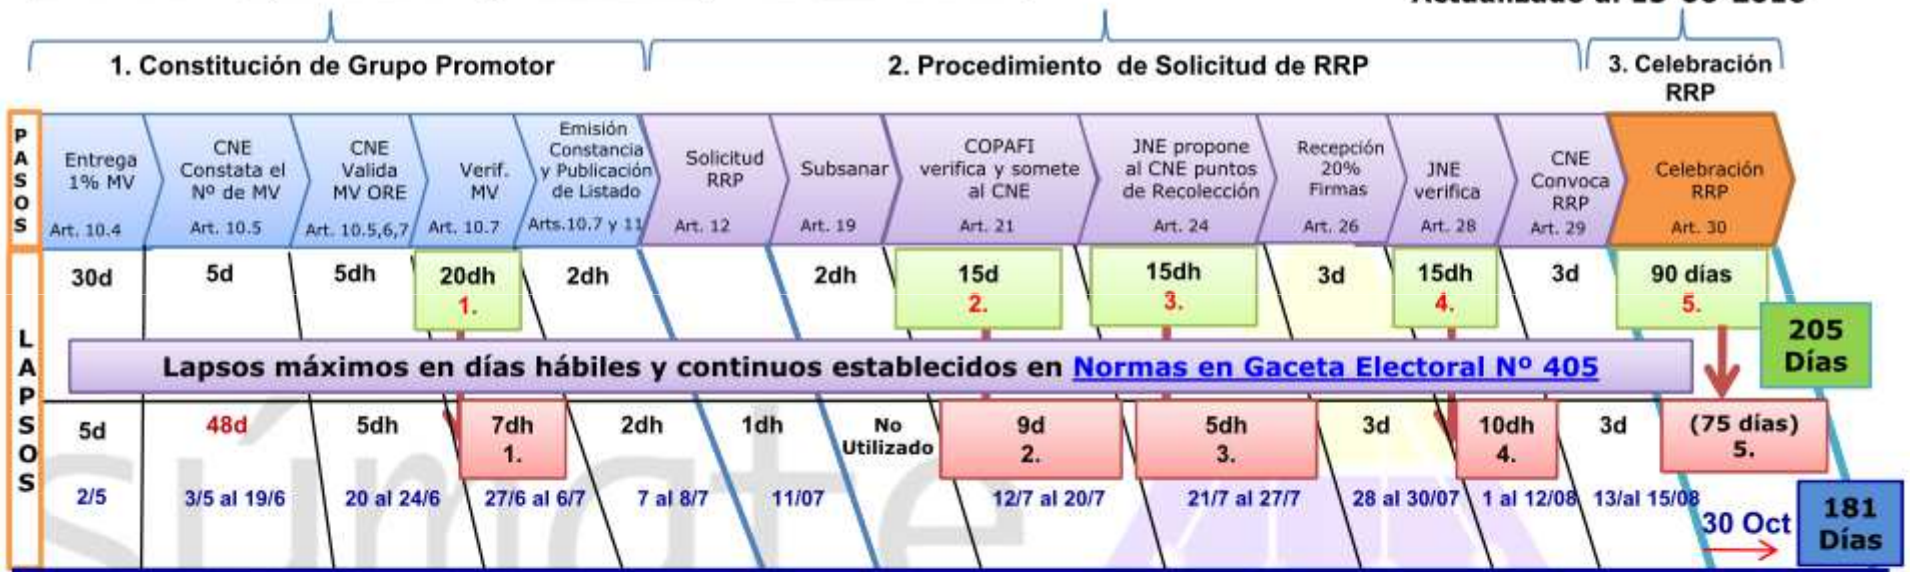 1. Constitución de Grupo Promotor
2. Procedimiento de Solicitud de RRP
3. Celebración
RRP
PASOS
Entrega
1% MV
Art. 10.4
CNE
Constata el
Nº de MV
Art. 10.5
CNE
Valida
MV ORE
Art. 10.5,6,7
Verif.
MV
Art. 10.7
Emisión
Constancia
y Publicación
de Listado
Arts.10.7 y 11
Solicitud
RRP
Art. 12
Subsanar
Art. 19
COPAFI
verifica y somete
al CNE
Art. 21
JNE propone
al CNE puntos
de Recolección
Art. 24
Recepción
20%
Firmas
Art. 26
JNE
verifica
Art. 28
CNE
Convoca
RRP
Art. 29
Celebración
RRP
Art. 30
LAPSOS
30d
5d
5dh
20dh
1.
2dh
2dh
15d
2.
15dh
3.
3d
15dh
4.
3d
90 días
5.
205
Días
Lapsos máximos en días hábiles y continuos establecidos en Normas en Gaceta Electoral Nº 405
5d
48d
5dh
7dh
1.
2dh
1dh
No
Utilizado
9d
2.
5dh
3.
3d
10dh
4.
3d
(75 días)
5.
2/5
3/5 al 19/6
20 al 24/6
27/6 al 6/7
7 al 8/7
11/07
12/7 al 20/7
21/7 al 27/7
28 al 30/07
1 al 12/08
13/al 15/08
30 Oct
181
Días
súmate